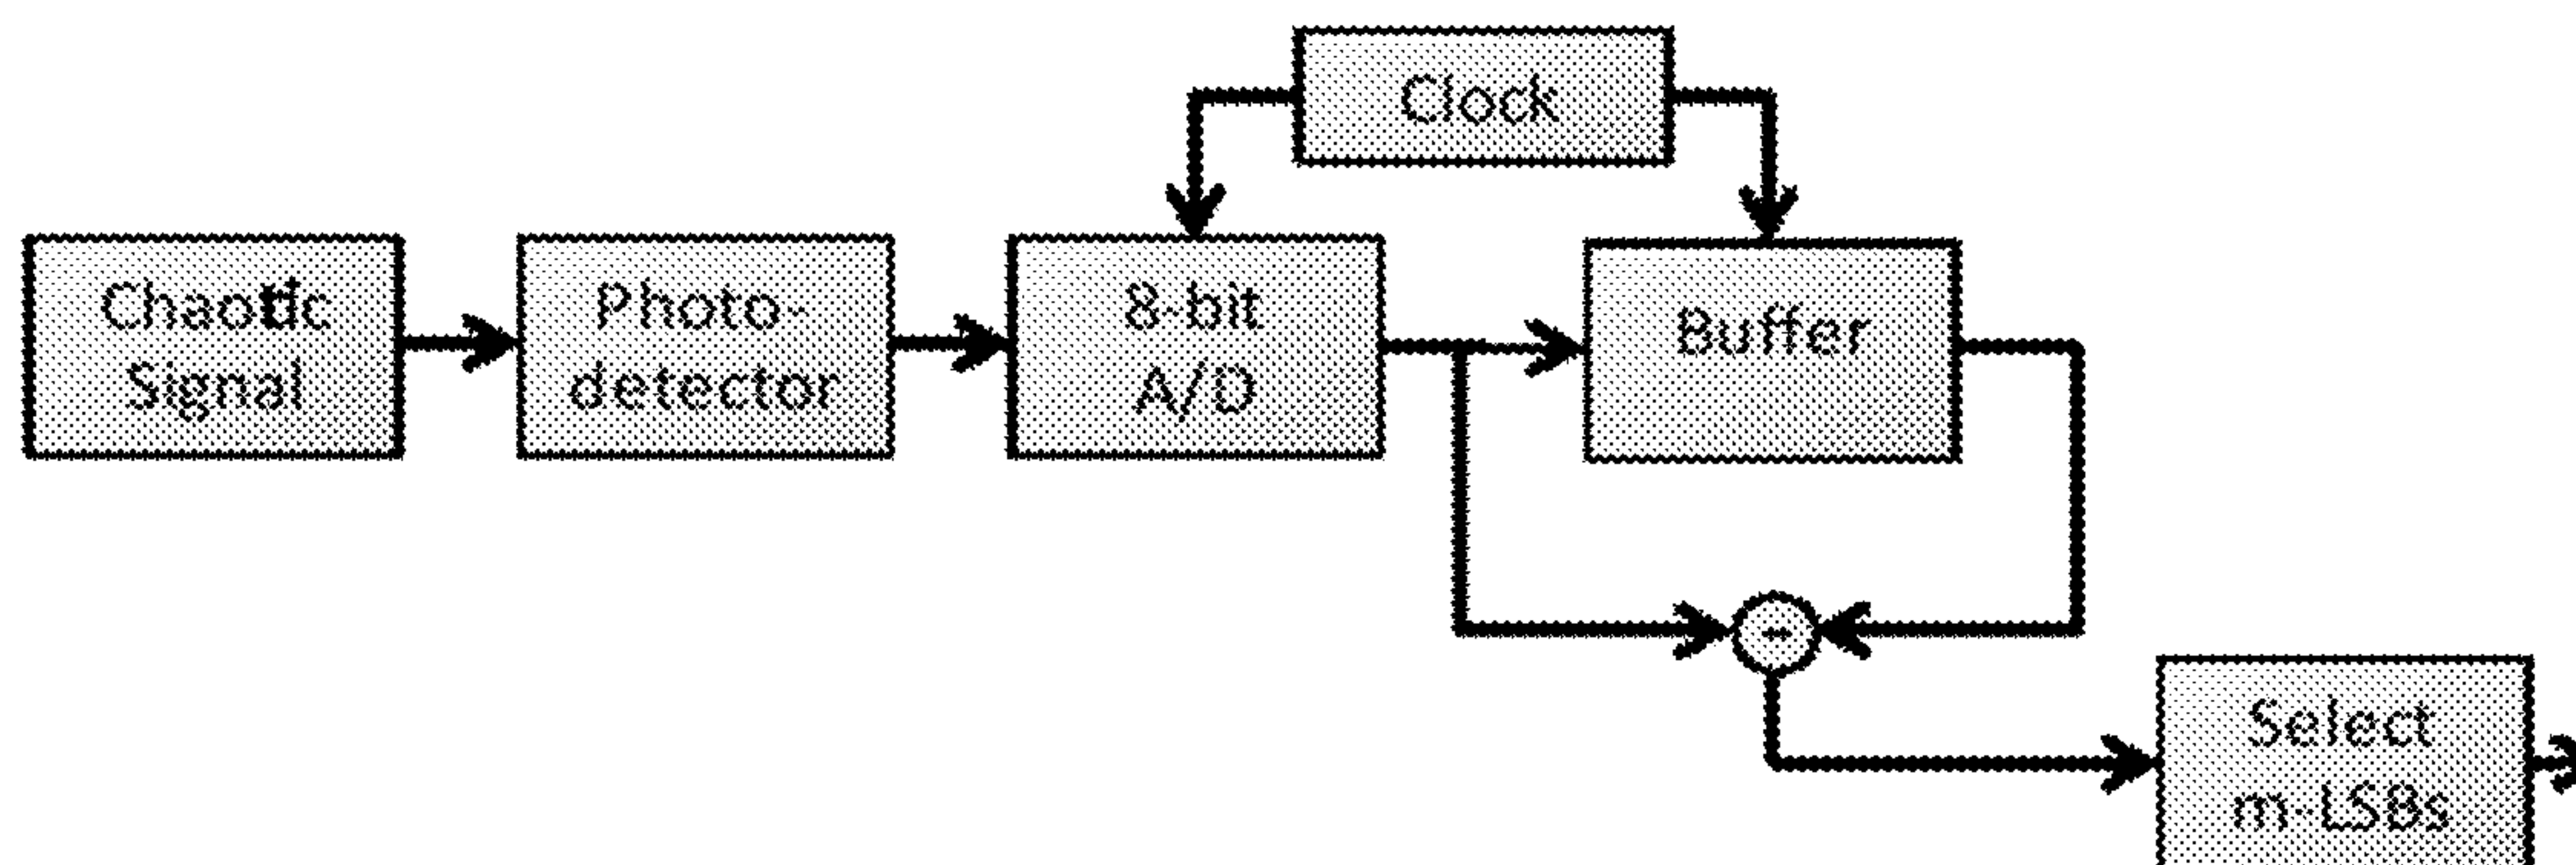 Clock
Chaotic
Signal
Photo-
detector
8-bit
A/D
Buffer
-
Select
m-LSBs